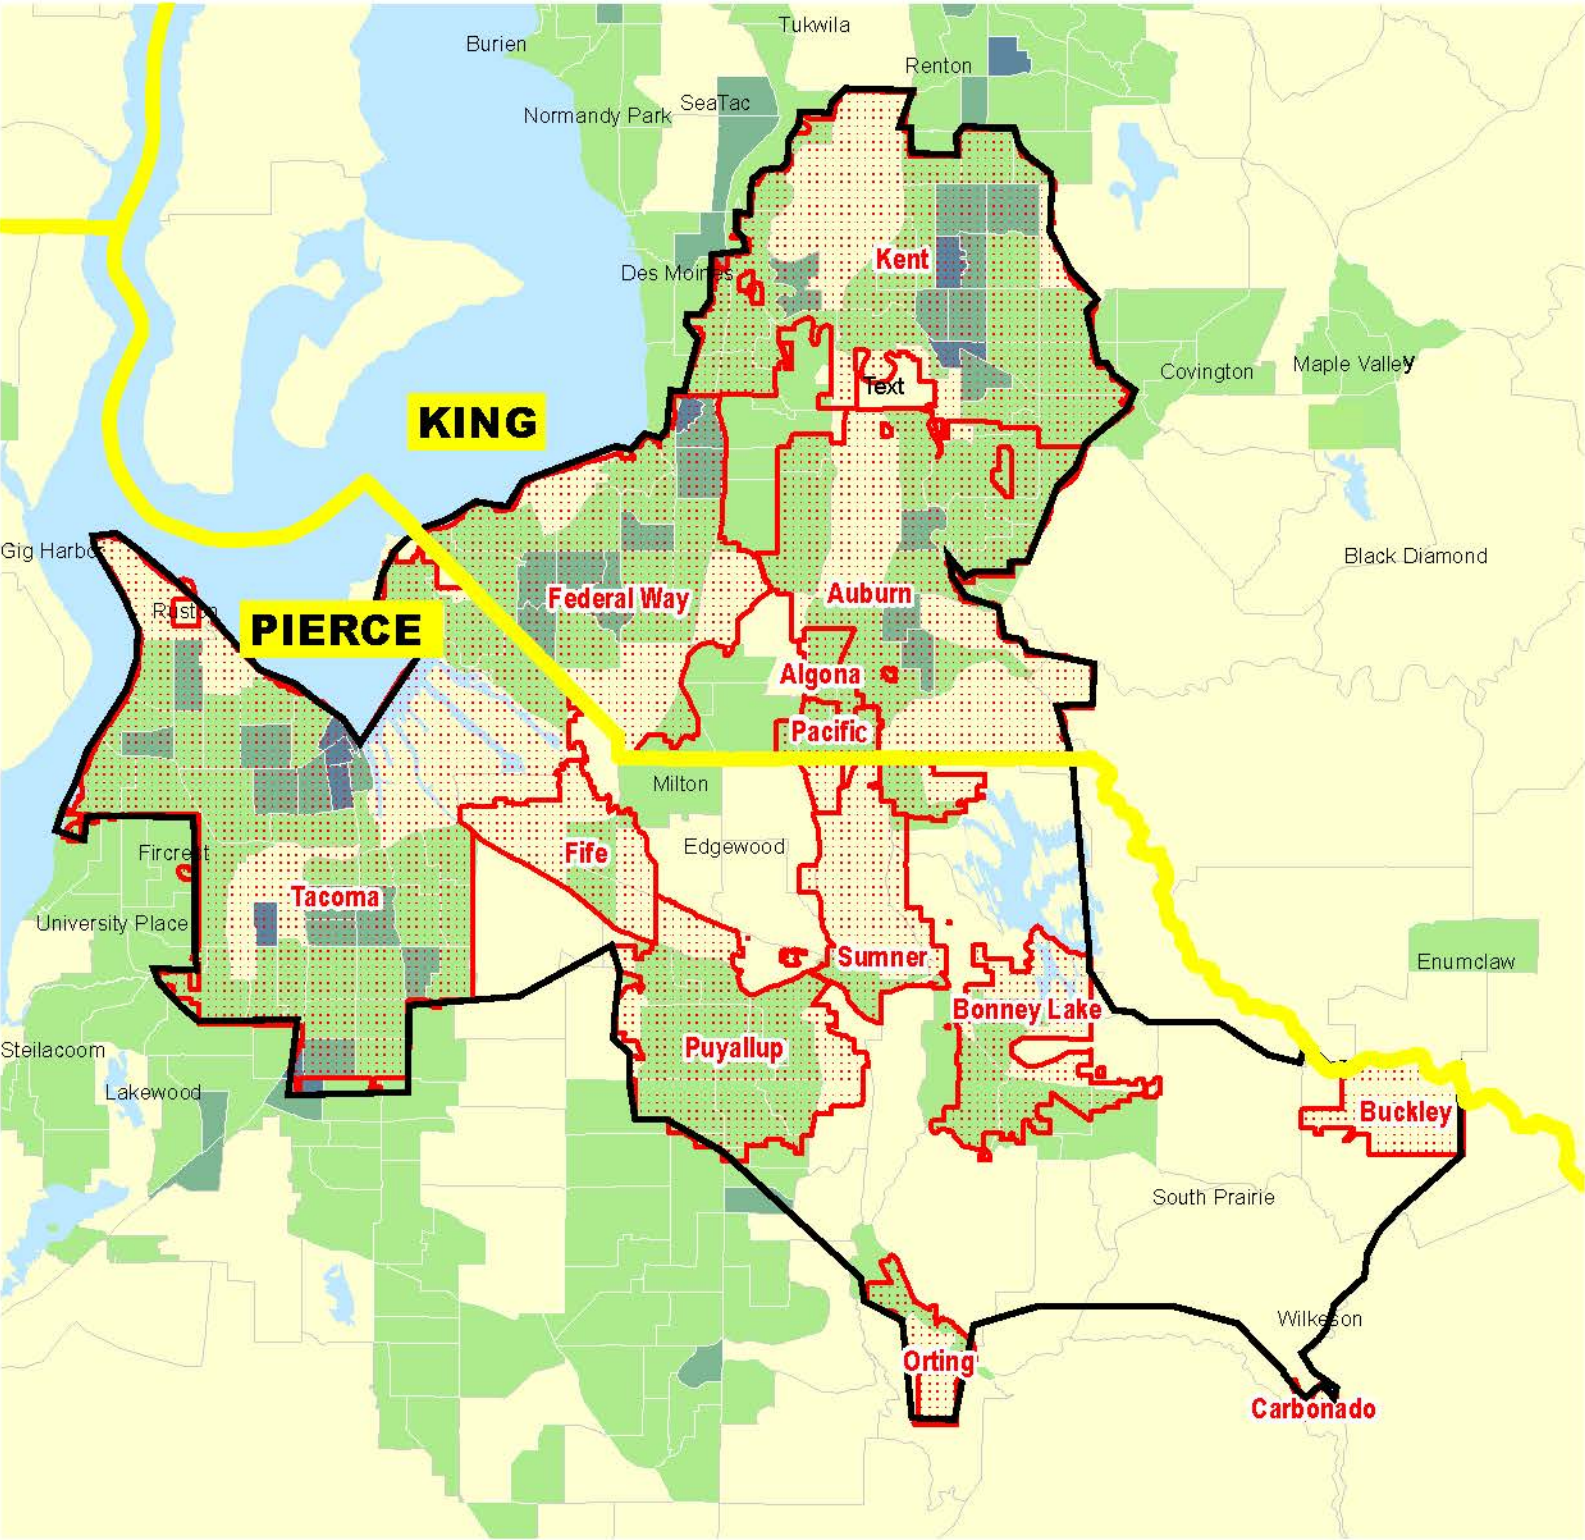 Tukwila
Burien
Renton
SeaTac
Normandy Park
Kent
Des Moines
Covington
Maple Valley
Text
KING
Gig Harbor
Black Diamond
Federal Way
Auburn
Ruston
PIERCE
Algona
Pacific
Milton
Edgewood
Fife
Fircrest
Tacoma
University Place
Sumner
Enumclaw
Bonney Lake
Puyallup
Steilacoom
Lakewood
Buckley
South Prairie
Wilkeson
Orting
Carbonado